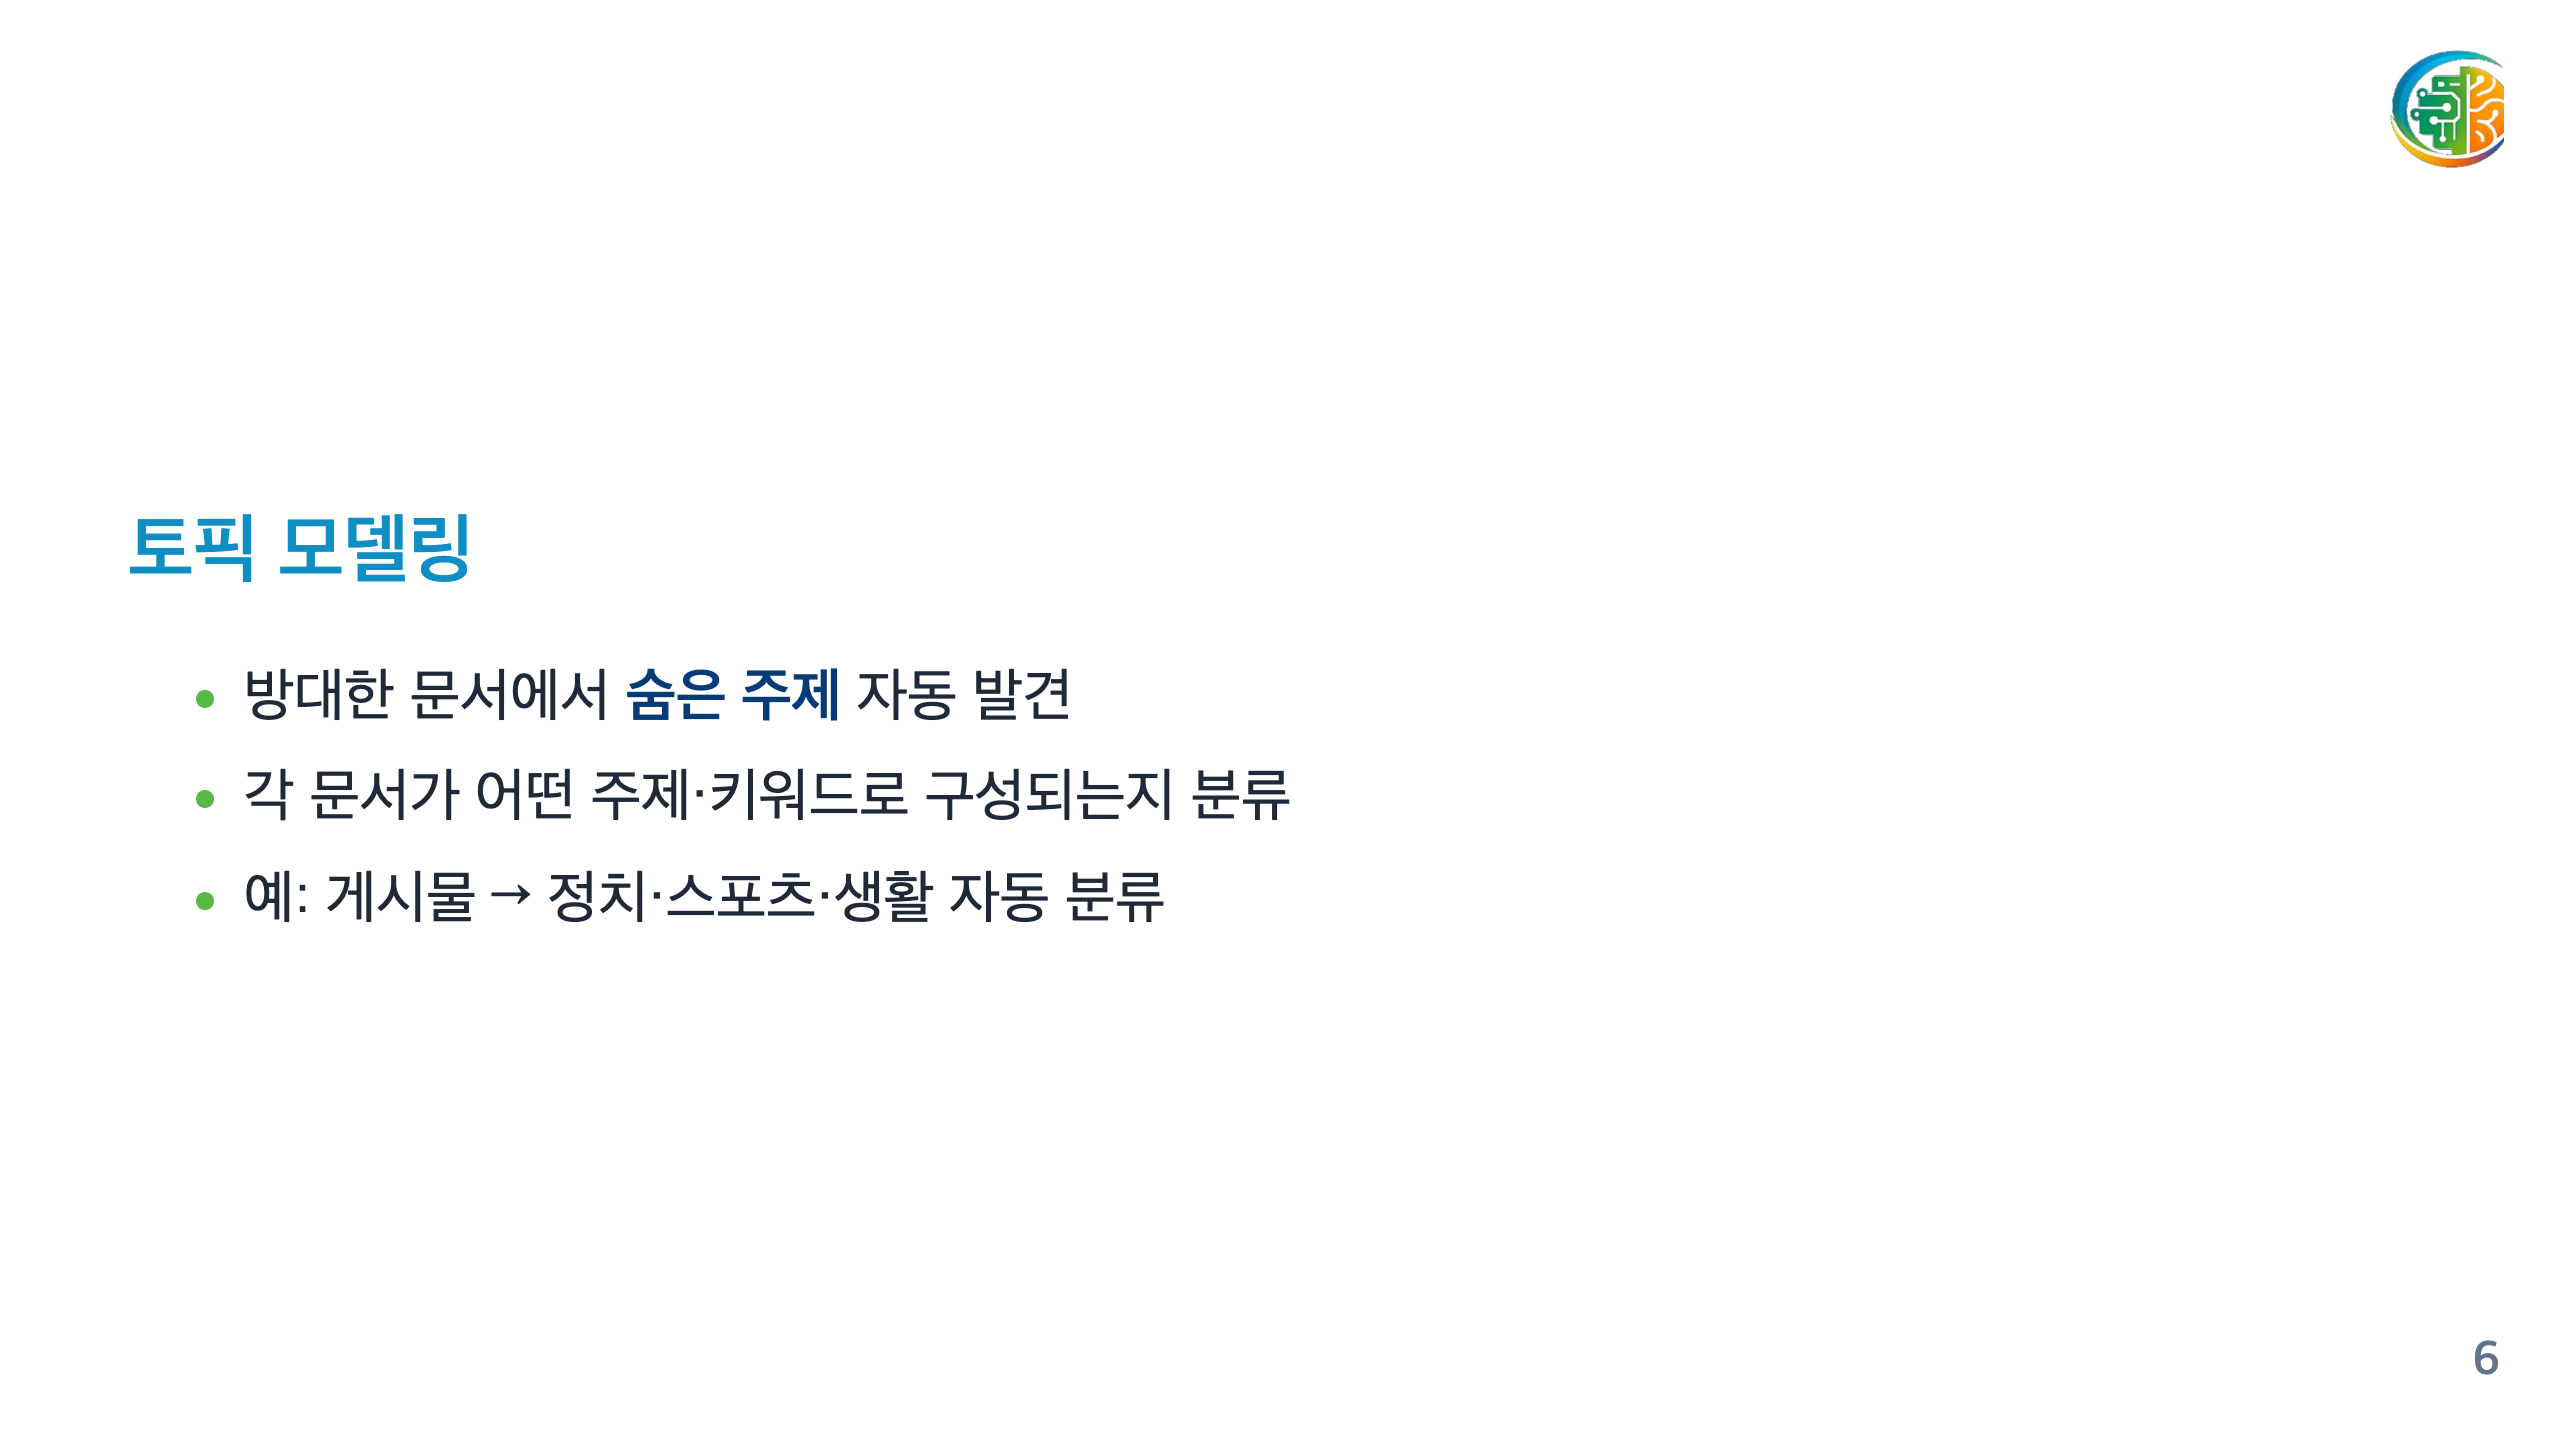 토픽 모델링
• 방대한 문서에서 숨은 주제 자동 발견
• 각 문서가 어떤 주제·키워드로 구성되는지 분류
• 예: 게시물 → 정치·스포츠·생활 자동 분류
6